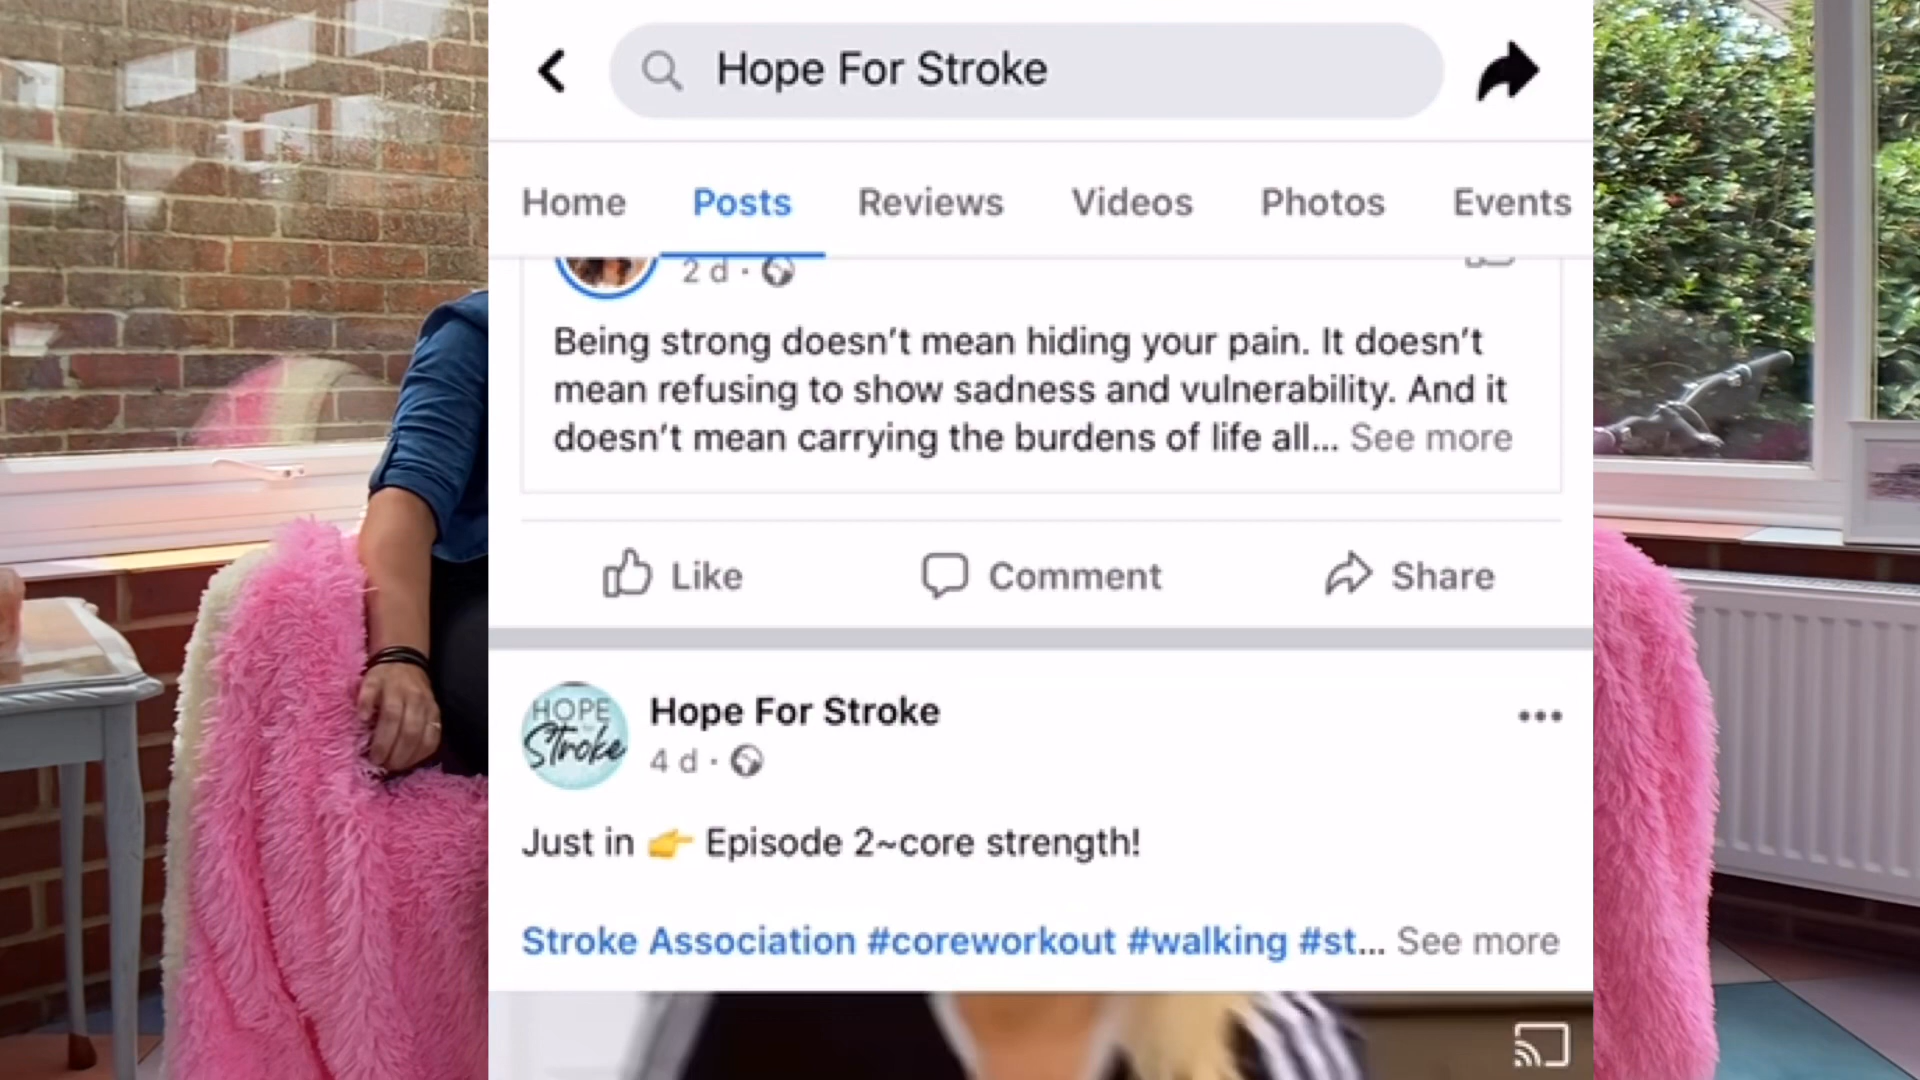 Hope For Stroke
Home Posts Reviews Videos Photos Events
2 d ·
Being strong doesn't mean hiding your pain. It doesn't
mean refusing to show sadness and vulnerability. And it
doesn't mean carrying the burdens of life all... See more
Like Comment Share
HOPE
Stroke
Hope For Stroke
4 d ·
Just in 👉 Episode 2~core strength!
Stroke Association #coreworkout #walking #st... See more